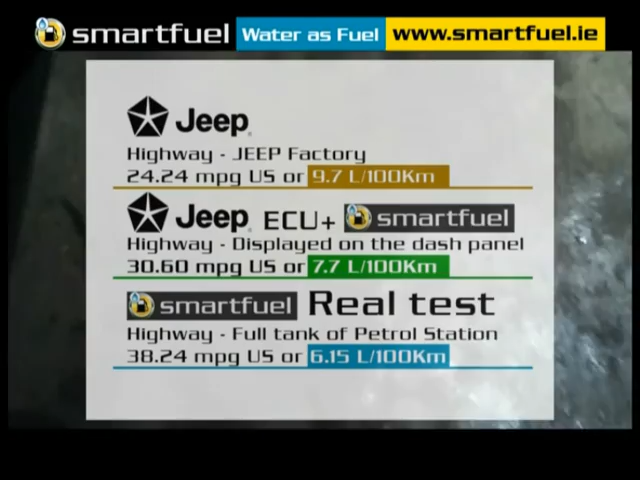 smartfuel Water as Fuel www.smartfuel.ie
Jeep
Highway - JEEP Factory
24.24 mpg US or 9.7 L/100Km
Jeep ECU+ smartfuel
Highway - Displayed on the dash panel
30.60 mpg US or 7.7 L/100Km
smartfuel Real test
Highway - Full tank of Petrol Station
38.24 mpg US or 6.15 L/100Km